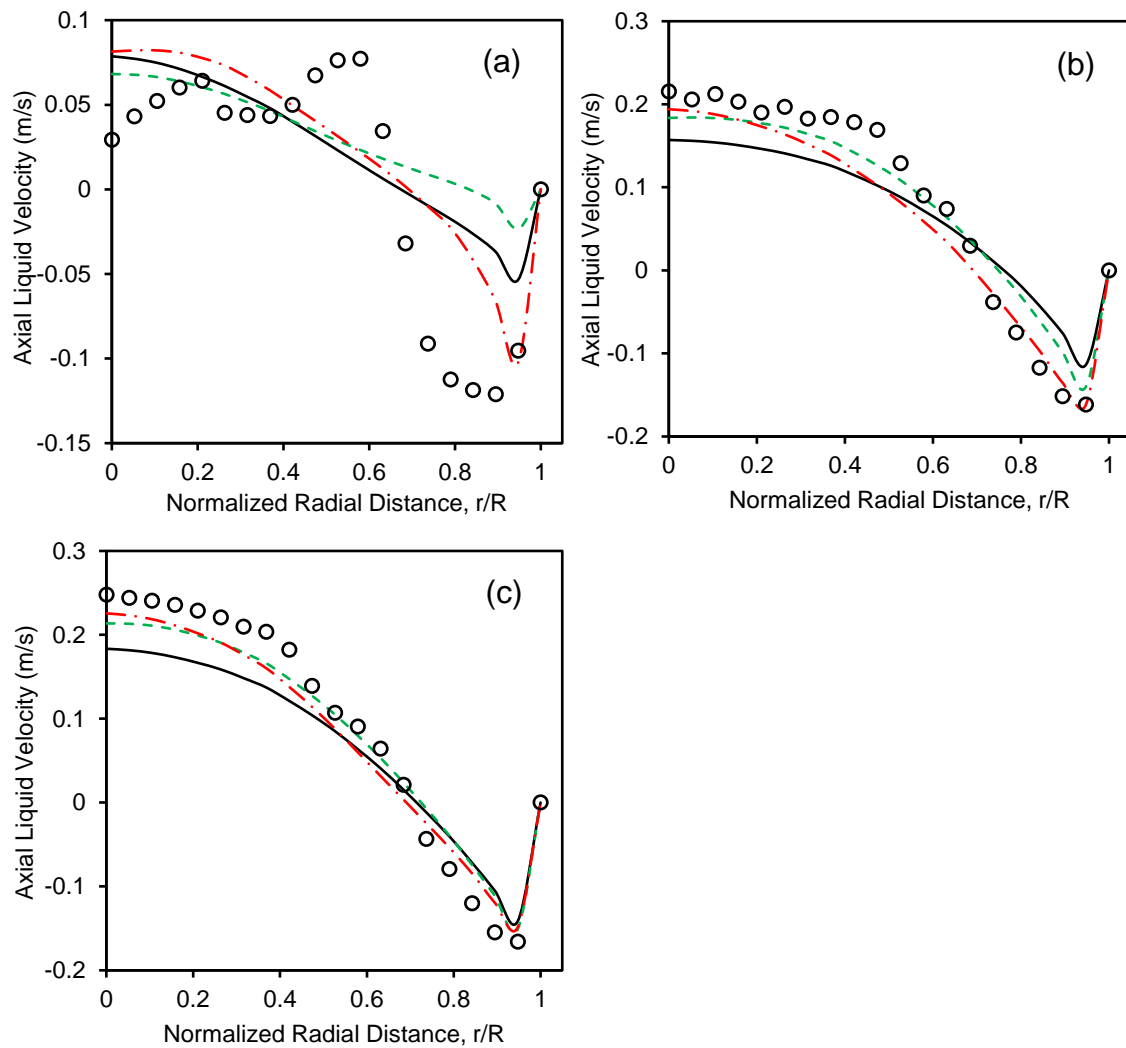 (a)
Axial Liquid Velocity (m/s)
0.1
0.05
0
-0.05
-0.1
-0.15
0 0.2 0.4 0.6 0.8 1
Normalized Radial Distance, r/R
(b)
Axial Liquid Velocity (m/s)
0.3
0.2
0.1
0
-0.1
-0.2
0 0.2 0.4 0.6 0.8 1
Normalized Radial Distance, r/R
(c)
Axial Liquid Velocity (m/s)
0.3
0.2
0.1
0
-0.1
-0.2
0 0.2 0.4 0.6 0.8 1
Normalized Radial Distance, r/R